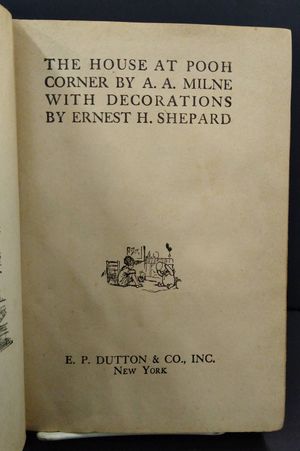 THE HOUSE AT POOH
CORNER BY A. A. MILNE
WITH DECORATIONS
BY ERNEST H. SHEPARD
E. P. DUTTON & CO., INC.
NEW YORK